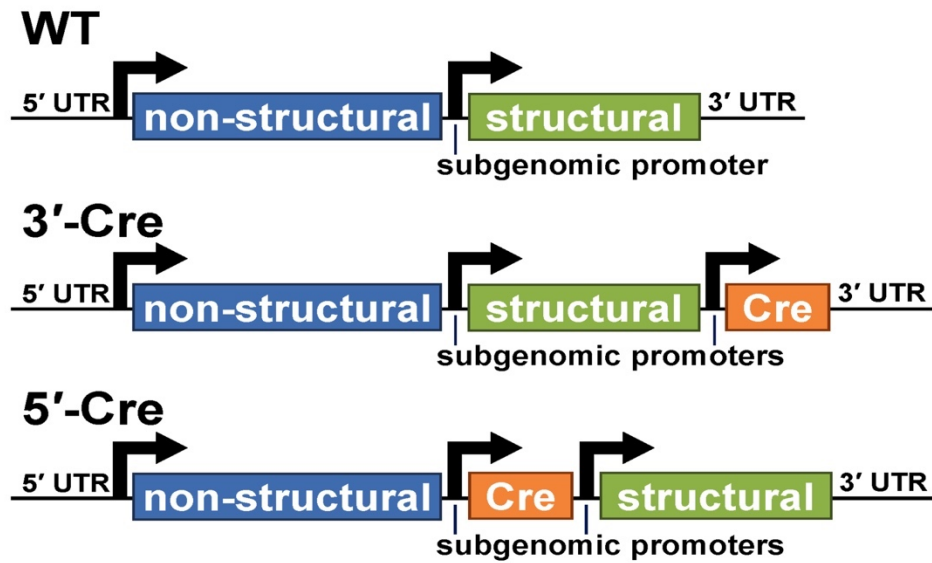 WT
5′ UTR non-structural structural 3′ UTR
subgenomic promoter
3′-Cre
5′ UTR non-structural structural Cre 3′ UTR
subgenomic promoters
5′-Cre
5′ UTR non-structural Cre structural 3′ UTR
subgenomic promoters